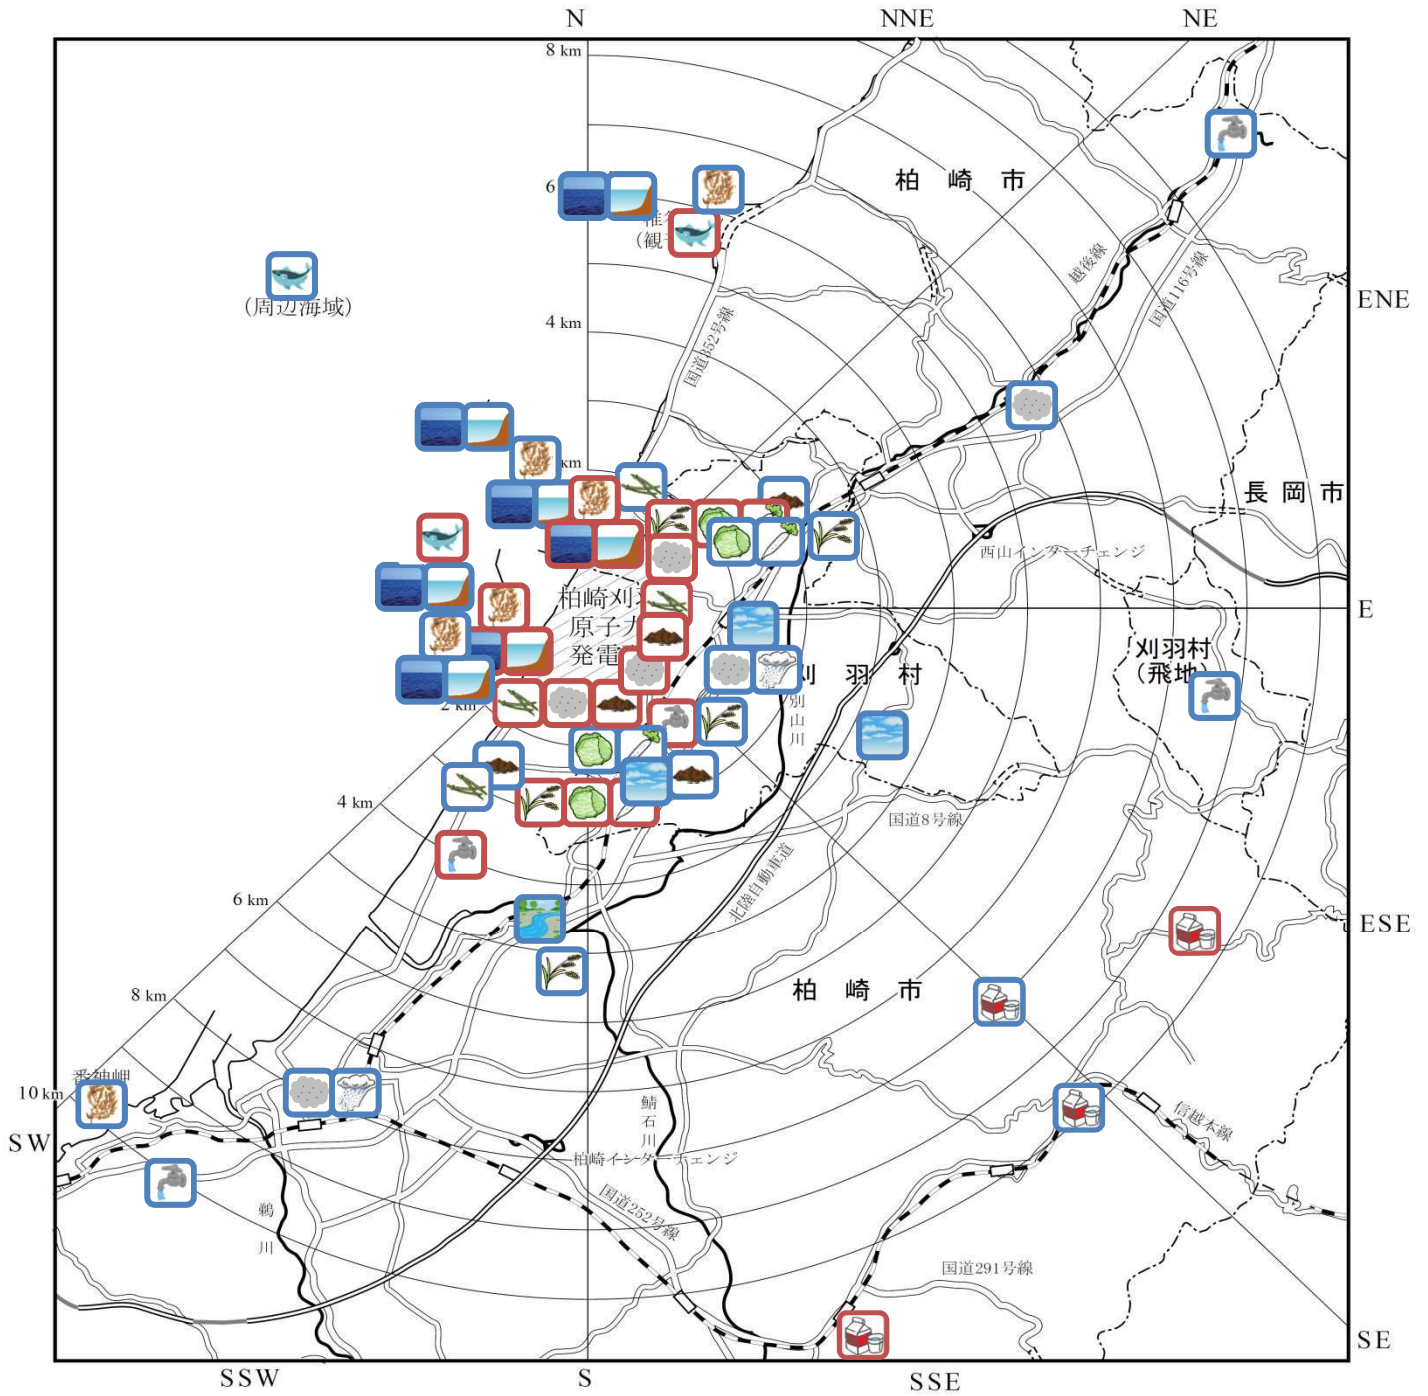 N
NNE
NE
8 km
柏崎市
6
(観
越後線
国道116号線
ENE
(周辺海域)
4 km
国道352号線
km
長岡市
西山インターチェンジ
柏崎刈
原子力
発電
E
刈羽村
(飛地
刈羽村
2 km
別山川
4 km
国道8号線
北陸自動車道
6 km
ESE
8 km
柏崎市
番神岬
10 km
SW
鯖石川
信越本線
柏崎インターチェンジ
国道252号線
鵜川
国道291号線
SE
SSW
S
SSE